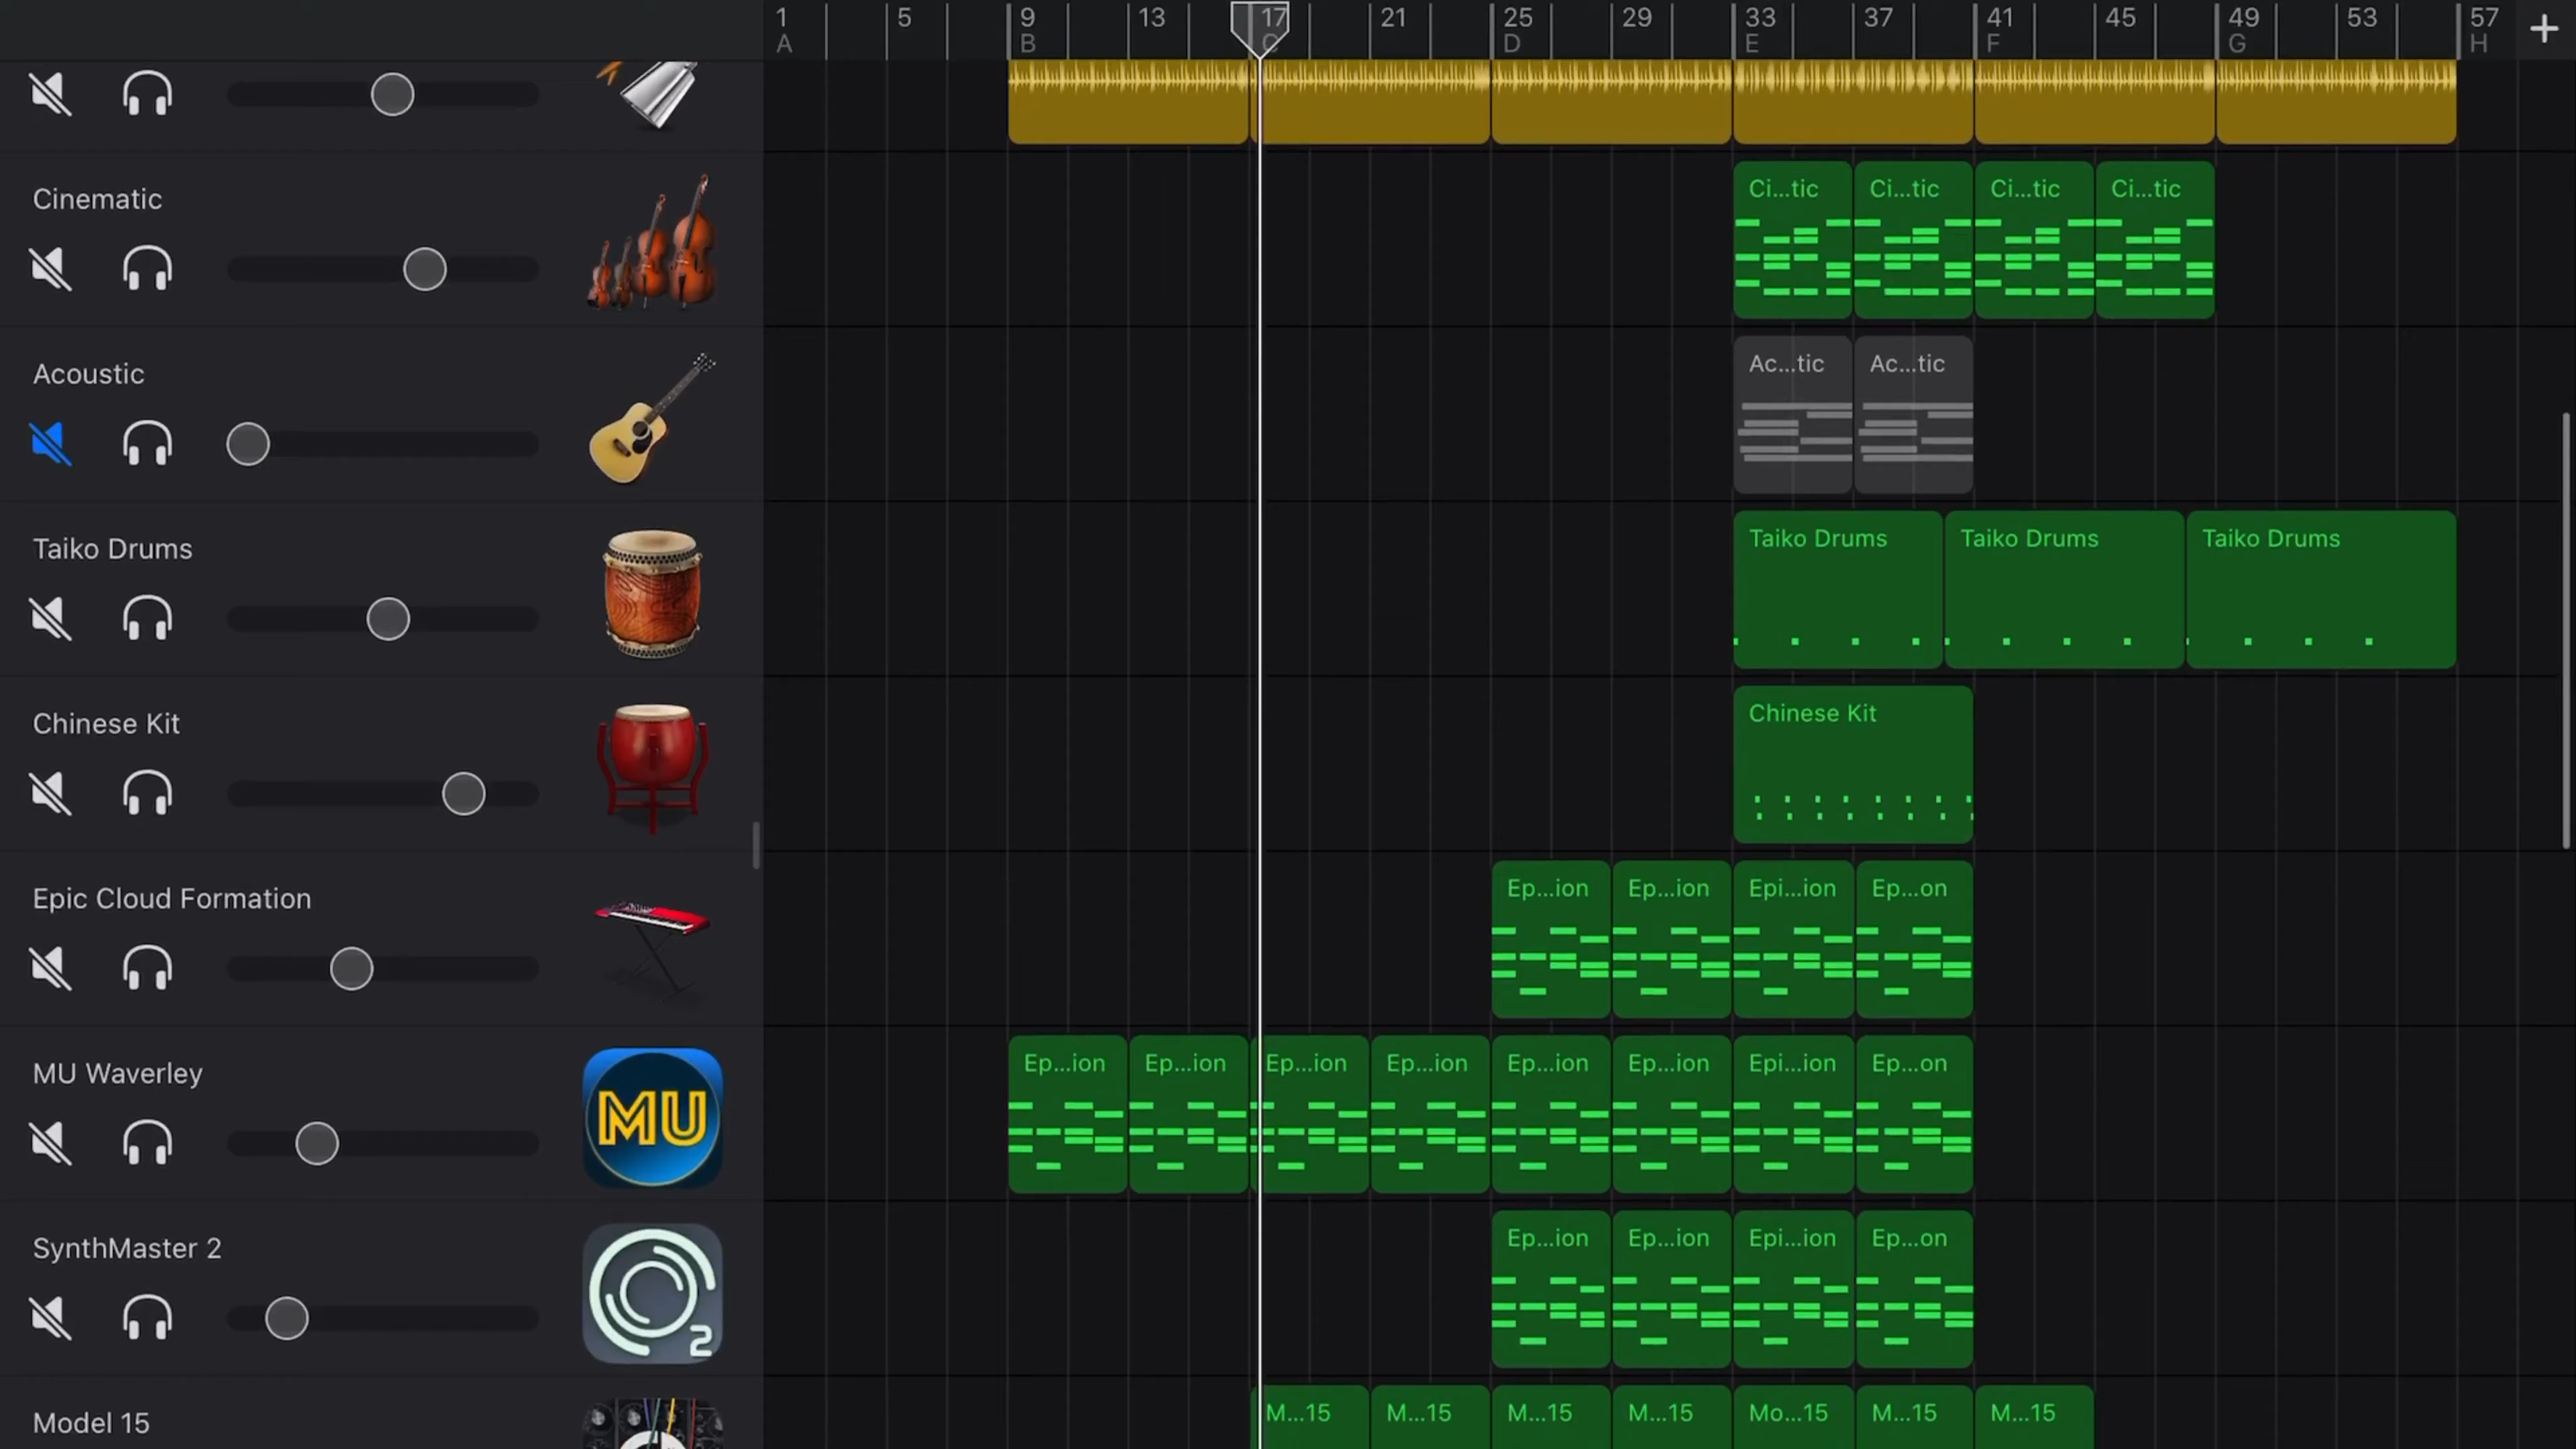 1 5 9 13 17 21 25 29 33 37 41 45 49 53 57
A B C D E F G H
Cinematic
Ci...tic Ci...tic Ci...tic Ci...tic
Acoustic
Ac...tic Ac...tic
Taiko Drums
Taiko Drums Taiko Drums Taiko Drums
Chinese Kit
Chinese Kit
Epic Cloud Formation
Ep...ion Ep...ion Epi...ion Ep...on
MU Waverley
MU
Ep...ion Ep...ion Ep...ion Ep...ion Ep...ion Ep...ion Epi...ion Ep...on
SynthMaster 2
2
Ep...ion Ep...ion Epi...ion Ep...on
Model 15
M...15 M...15 M...15 M...15 Mo...15 M...15 M...15